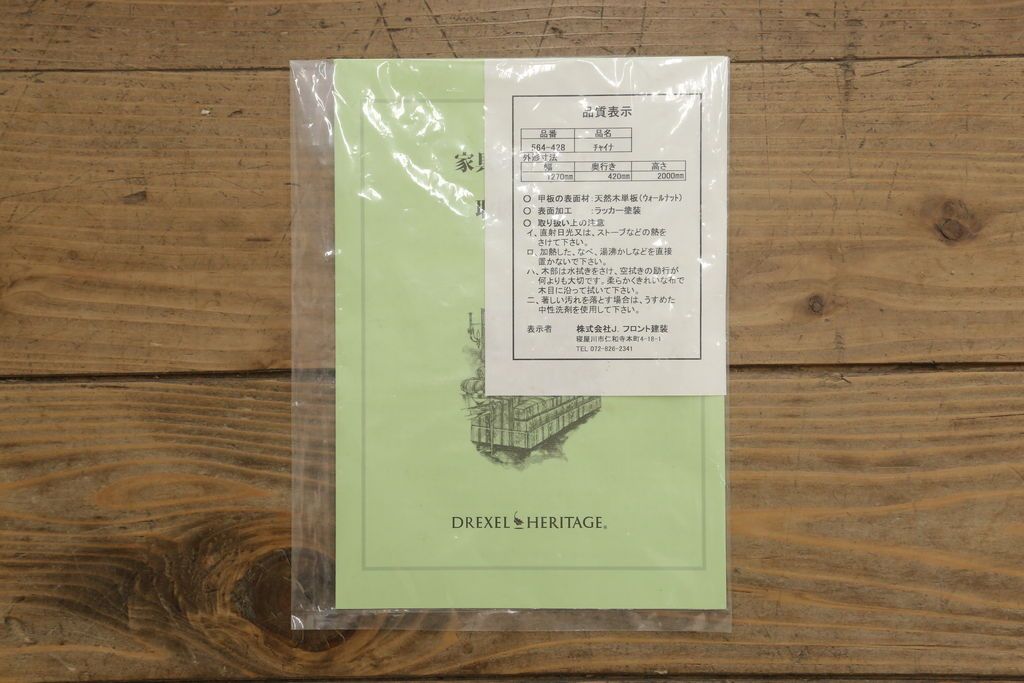 品質表示
品番 品名
564-428 チャイナ
外形寸法
幅 奥行き 高さ
1270mm 420mm 2000mm
○ 甲板の表面材:天然木単板(ウォールナット)
○ 表面加工 :ラッカー塗装
○ 取り扱い上の注意
イ、直射日光又は、ストーブなどの熱を
さけて下さい。
ロ、加熱した、なべ、湯沸かしなどを直接
置かないで下さい。
ハ、木部は水拭きをさけ、空拭きの励行が
何よりも大切です。柔らかくきれいな布で
木目に沿って拭いて下さい。
ニ、著しい汚れを落とす場合は、うすめた
中性洗剤を使用して下さい。
表示者 株式会社J. フロント建装
寝屋川市仁和寺本町4-18-1
TEL 072-826-2341
家
DREXEL HERITAGE®